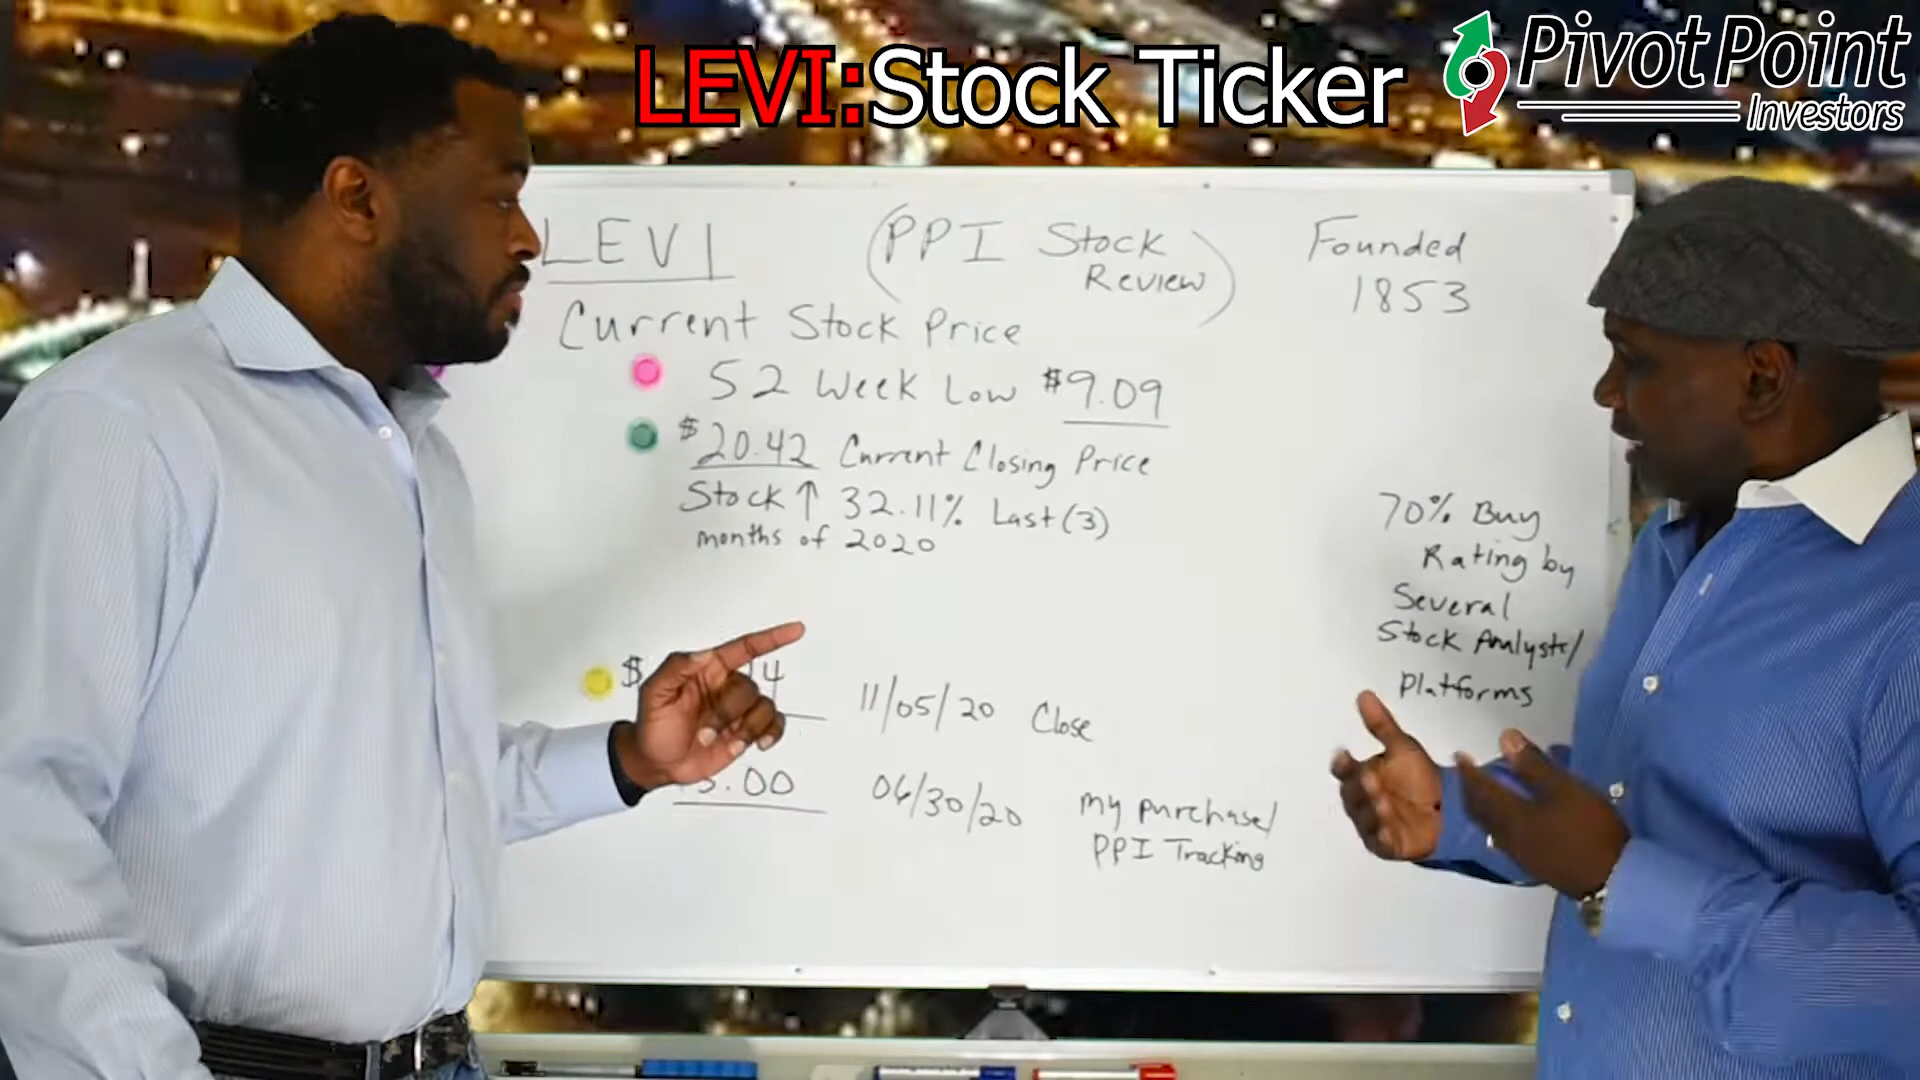 LEVI:Stock Ticker
PivotPoint
Investors
LEVI
(PPI Stock
Review)
Founded
1853
Current Stock Price
52 Week Low $9.09
$20.42 Current Closing Price
Stock ↑ 32.11% Last (3)
months of 2020
70% Buy
Rating by
Several
Stock Analysts/
Platforms
$
11/05/20 Close
.00 06/30/20 my purchase/
PPI Tracking